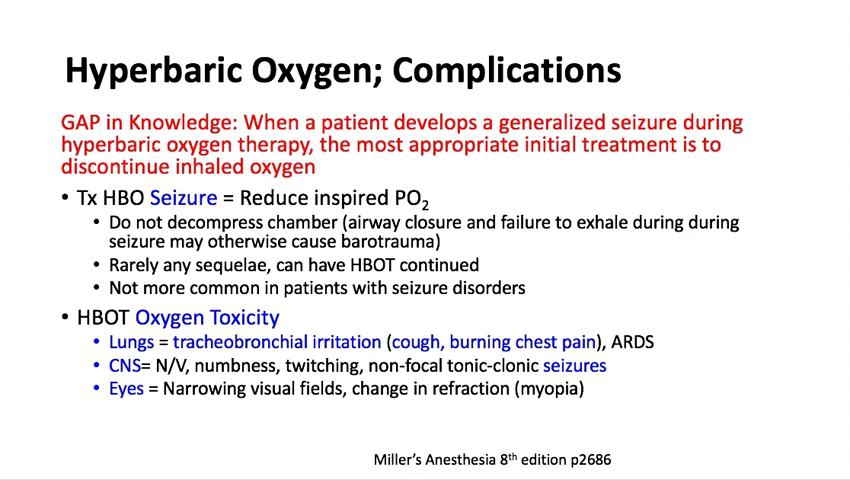 Hyperbaric Oxygen; Complications
GAP in Knowledge: When a patient develops a generalized seizure during
hyperbaric oxygen therapy, the most appropriate initial treatment is to
discontinue inhaled oxygen
• Tx HBO Seizure = Reduce inspired PO₂
• Do not decompress chamber (airway closure and failure to exhale during during
seizure may otherwise cause barotrauma)
• Rarely any sequelae, can have HBOT continued
• Not more common in patients with seizure disorders
• HBOT Oxygen Toxicity
• Lungs = tracheobronchial irritation (cough, burning chest pain), ARDS
• CNS= N/V, numbness, twitching, non-focal tonic-clonic seizures
• Eyes = Narrowing visual fields, change in refraction (myopia)
Miller's Anesthesia 8th edition p2686